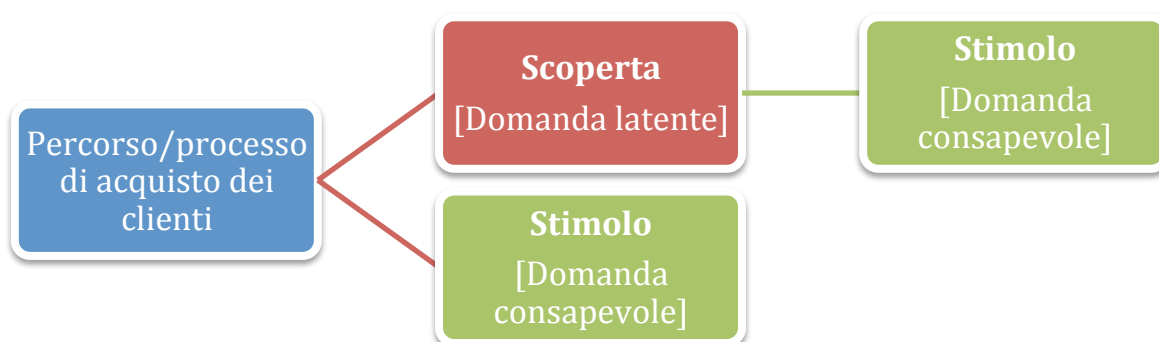 Percorso/processo
di acquisto dei
clienti
Scoperta
[Domanda latente]
Stimolo
[Domanda
consapevole]
Stimolo
[Domanda
consapevole]